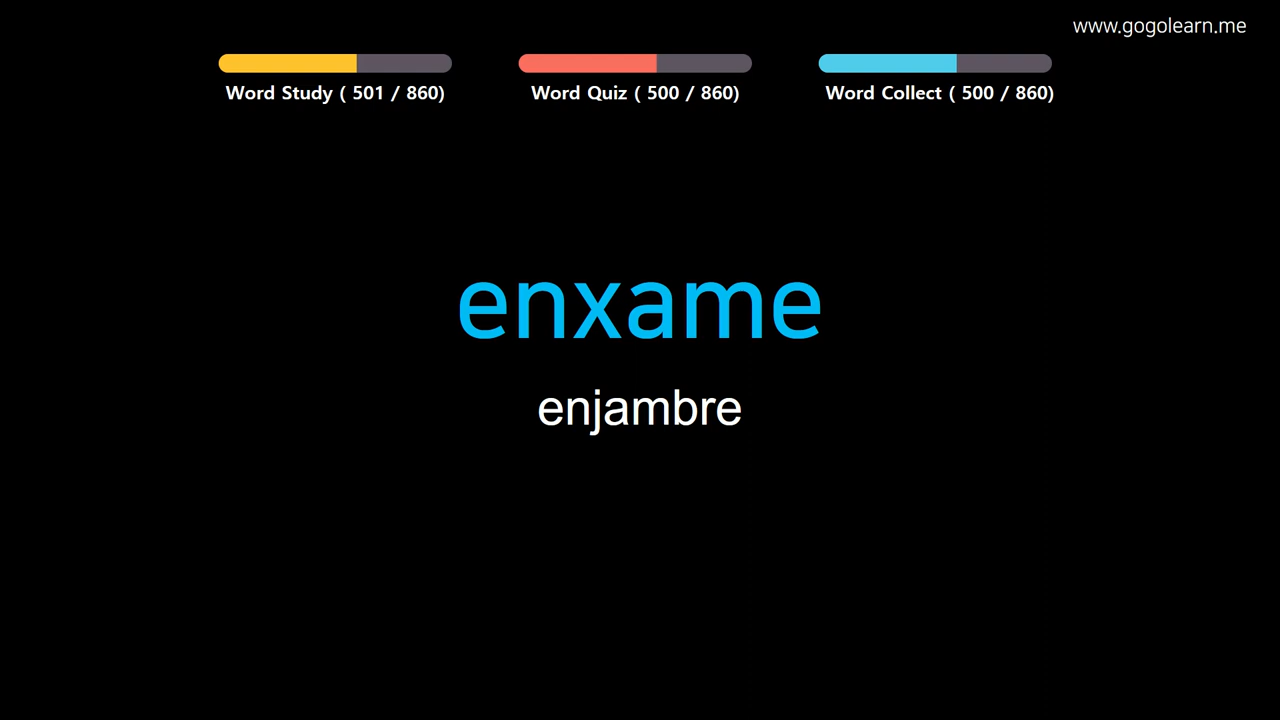 www.gogolearn.me
Word Study ( 501 / 860)
Word Quiz ( 500 / 860)
Word Collect ( 500 / 860)
enxame
enjambre